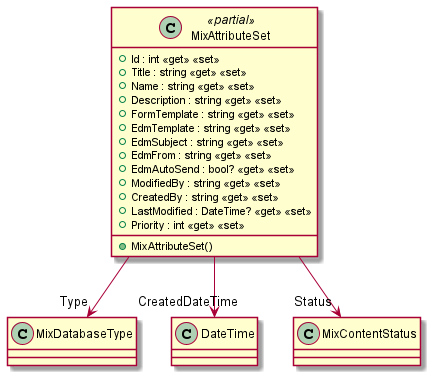 C
«partial»
MixAttributeSet
Id : int «get» «set»
Title : string «get» «set»
Name : string «get» «set»
Description : string «get» «set»
FormTemplate : string «get» «set»
EdmTemplate : string «get» «set»
EdmSubject : string «get» «set»
EdmFrom : string «get» «set»
EdmAutoSend : bool? «get» «set»
ModifiedBy : string «get» «set»
CreatedBy : string «get» «set»
LastModified : DateTime? «get» «set»
Priority : int «get» «set»
MixAttributeSet()
Type CreatedDateTime Status
C MixDatabaseType C DateTime C MixContentStatus